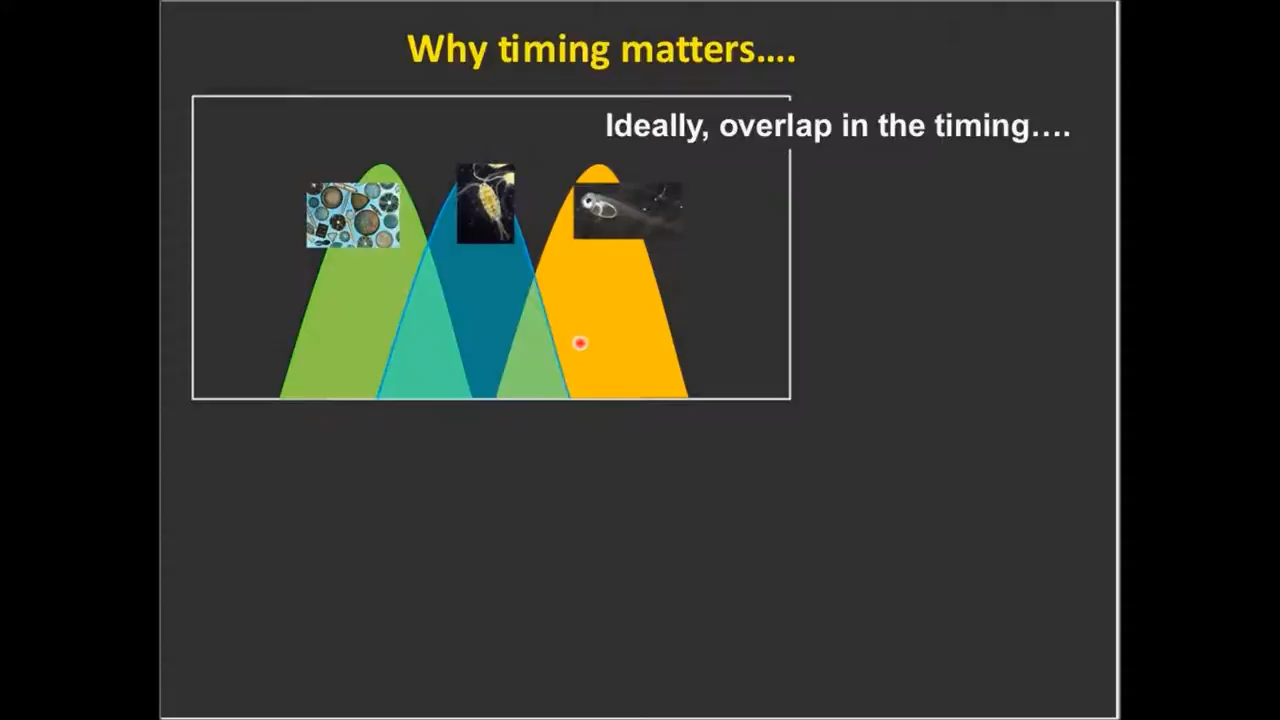 Why timing matters....
Ideally, overlap in the timing….